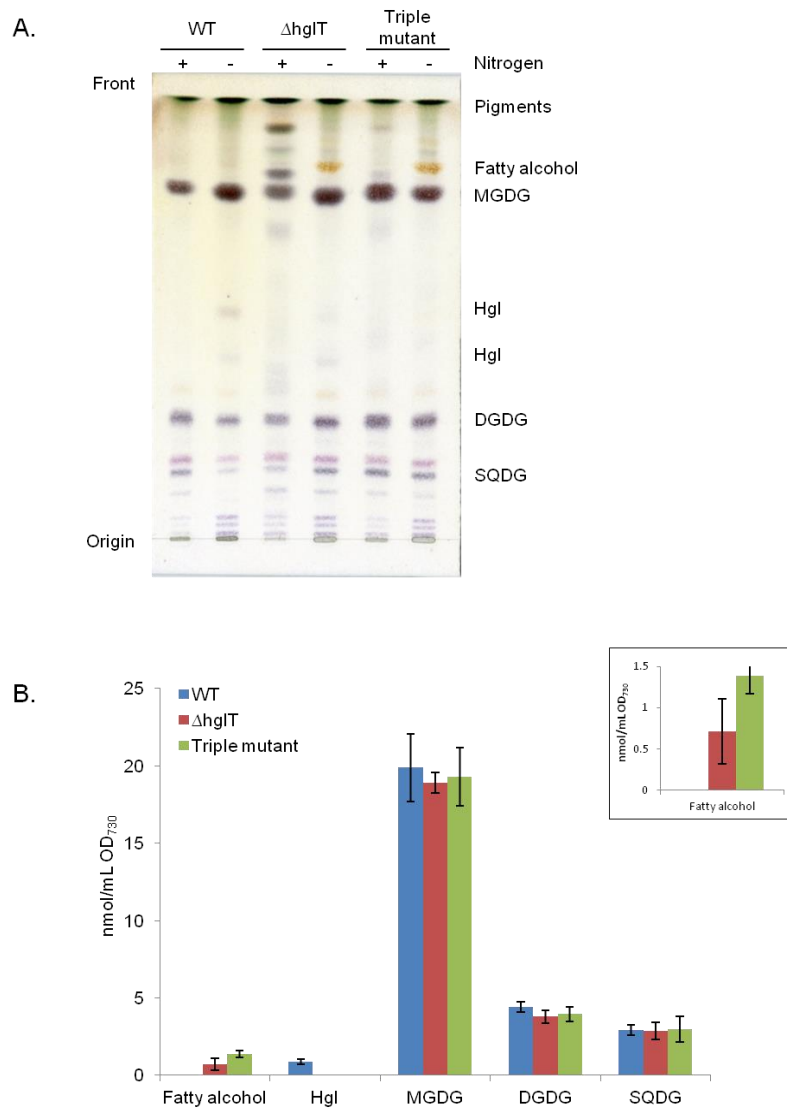 A.
WT ΔhglT Triple mutant
+ - + - + - Nitrogen
Front
Pigments
Fatty alcohol
MGDG
Hgl
Hgl
DGDG
SQDG
Origin
B.
25
20
15
10
5
0
nmol/mL OD730
WT
ΔhglT
Triple mutant
Fatty alcohol Hgl MGDG DGDG SQDG
1.5
1
0.5
0
nmol/mL OD730
Fatty alcohol